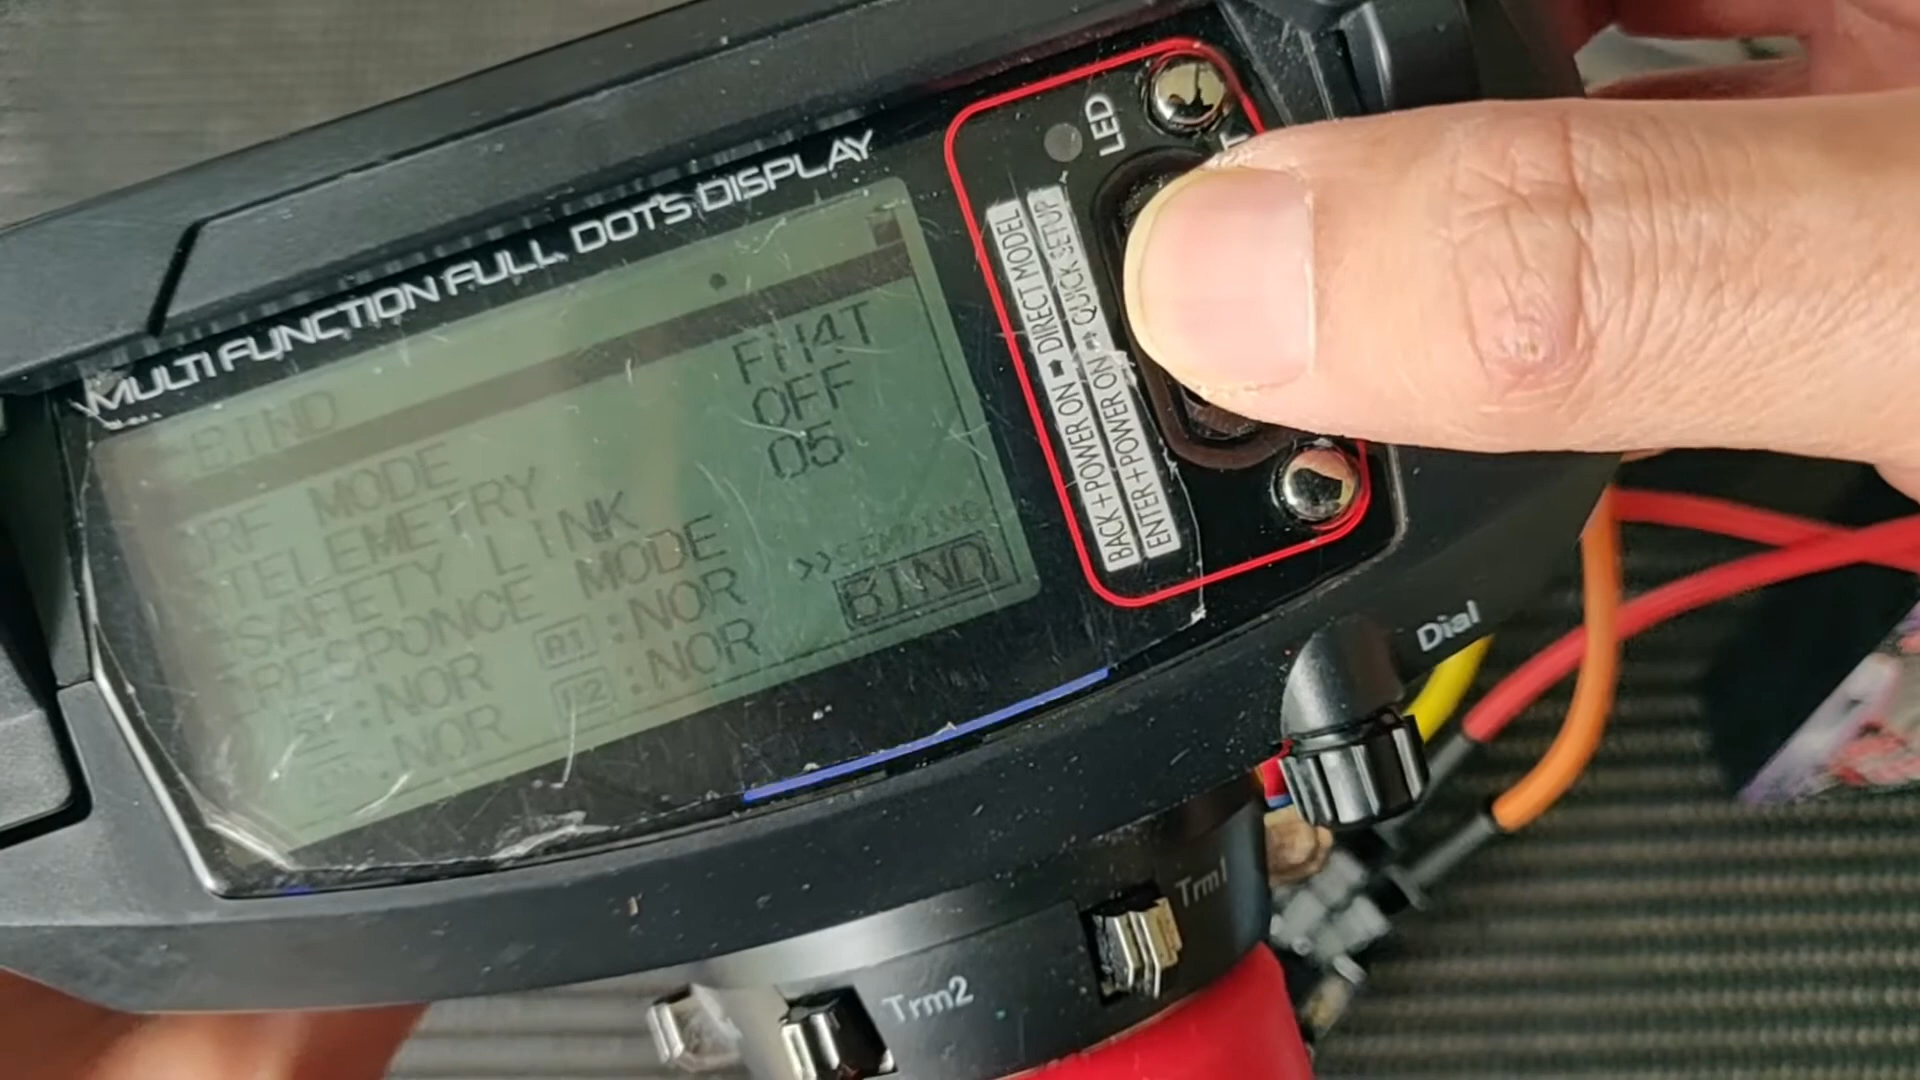 MULTI FUNCTION FULL DOTS DISPLAY
BIND
RF MODE FH4T
TELEMETRY OFF
SAFETY LINK 05
RESPONCE MODE >>SENDING
:NOR :NOR BIND
:NOR :NOR
LED
BACK+POWER ON ➡ DIRECT MODEL
ENTER+POWER ON ➡ QUICK SETUP
Dial
Trm1
Trm2